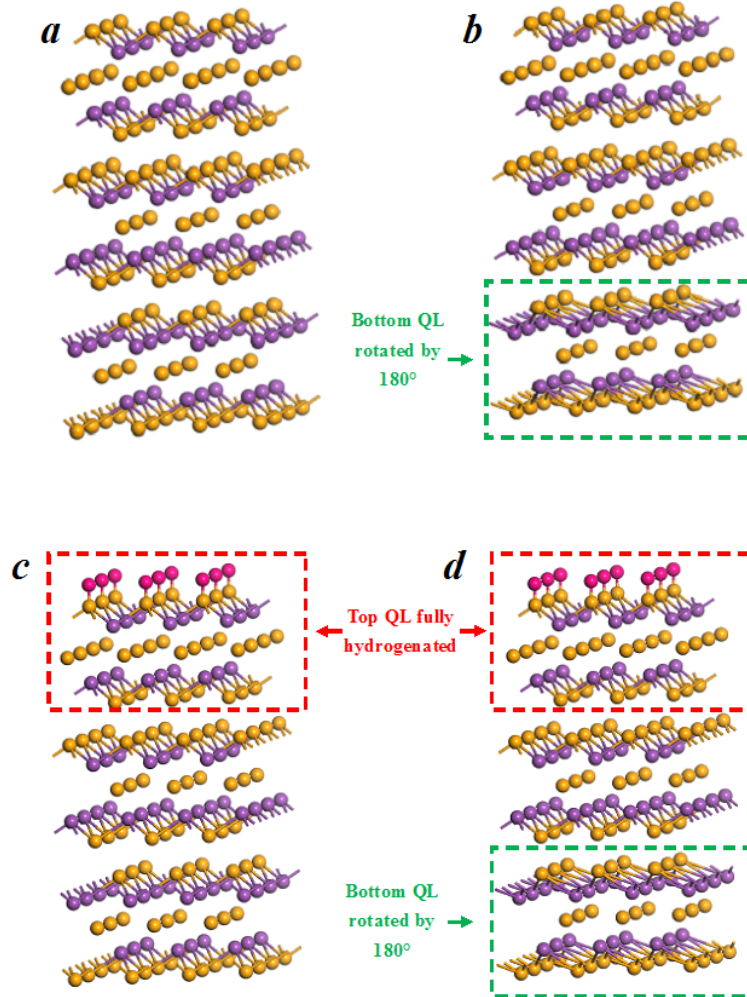 a
b
Bottom QL
rotated by
180°
c
d
Top QL fully
hydrogenated
Bottom QL
rotated by
180°